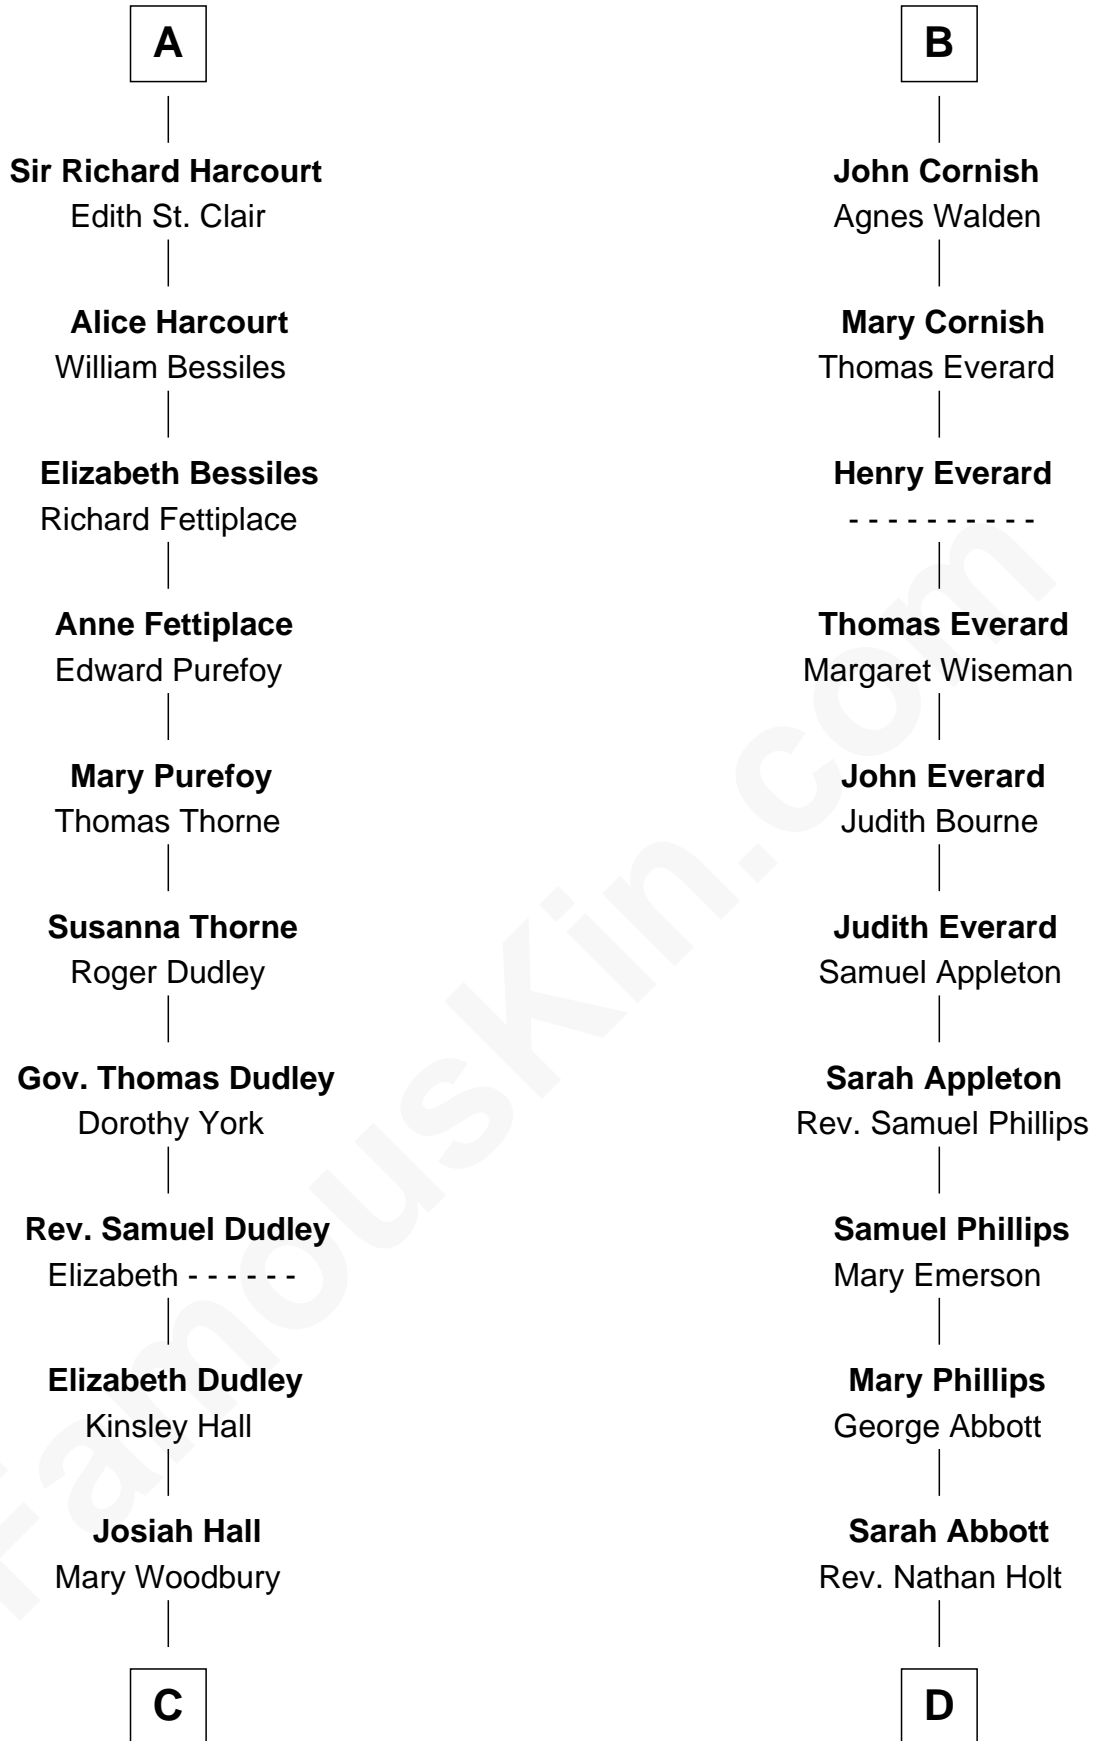 A
Sir Richard Harcourt
Edith St. Clair
Alice Harcourt
William Bessiles
Elizabeth Bessiles
Richard Fettiplace
Anne Fettiplace
Edward Purefoy
Mary Purefoy
Thomas Thorne
Susanna Thorne
Roger Dudley
Gov. Thomas Dudley
Dorothy York
Rev. Samuel Dudley
Elizabeth - - - - - -
Elizabeth Dudley
Kinsley Hall
Josiah Hall
Mary Woodbury
C
B
John Cornish
Agnes Walden
Mary Cornish
Thomas Everard
Henry Everard
- - - - - - - - - -
Thomas Everard
Margaret Wiseman
John Everard
Judith Bourne
Judith Everard
Samuel Appleton
Sarah Appleton
Rev. Samuel Phillips
Samuel Phillips
Mary Emerson
Mary Phillips
George Abbott
Sarah Abbott
Rev. Nathan Holt
D
FamousKin.com